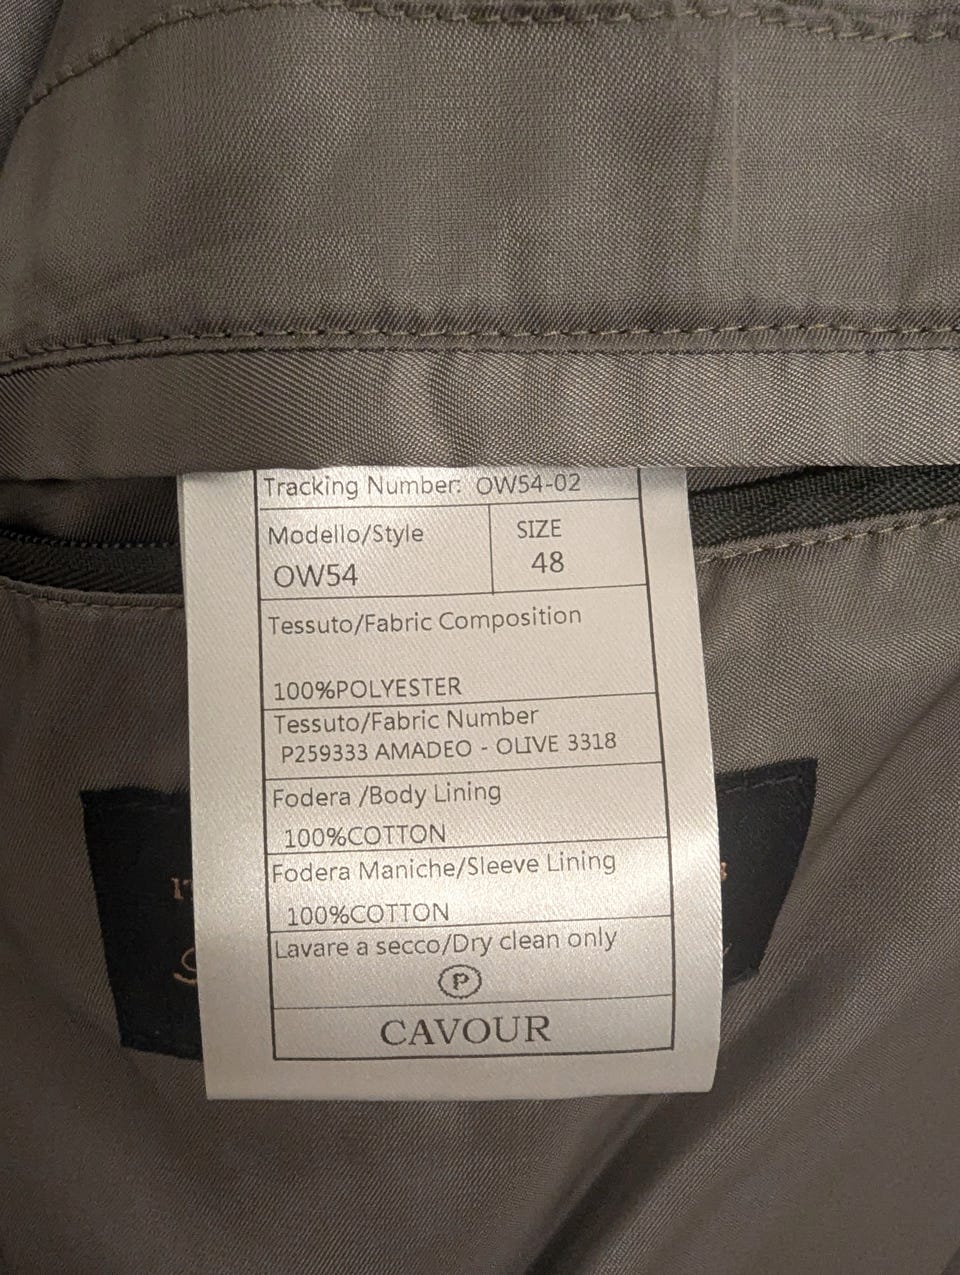 Tracking Number: OW54-02
Modello/Style
SIZE
OW54
48
Tessuto/Fabric Composition
100%POLYESTER
Tessuto/Fabric Number
P259333 AMADEO - OLIVE 3318
Fodera /Body Lining
100%COTTON
Fodera Maniche/Sleeve Lining
100%COTTON
Lavare a secco/Dry clean only
P
CAVOUR